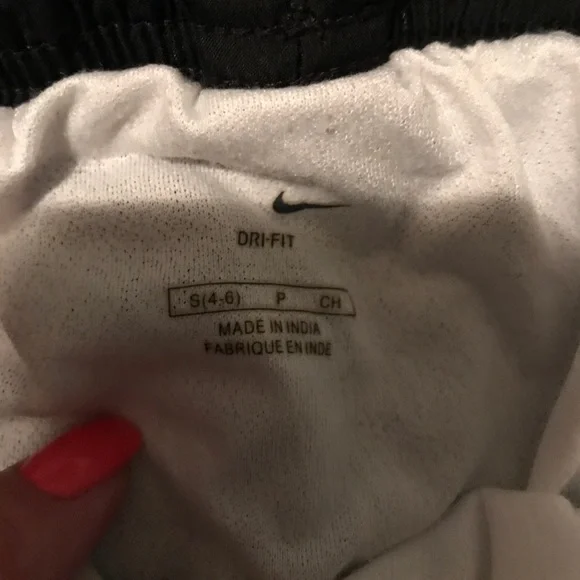 DRI-FIT
S(4-6) P CH
MADE IN INDIA
FABRIQUE EN INDE